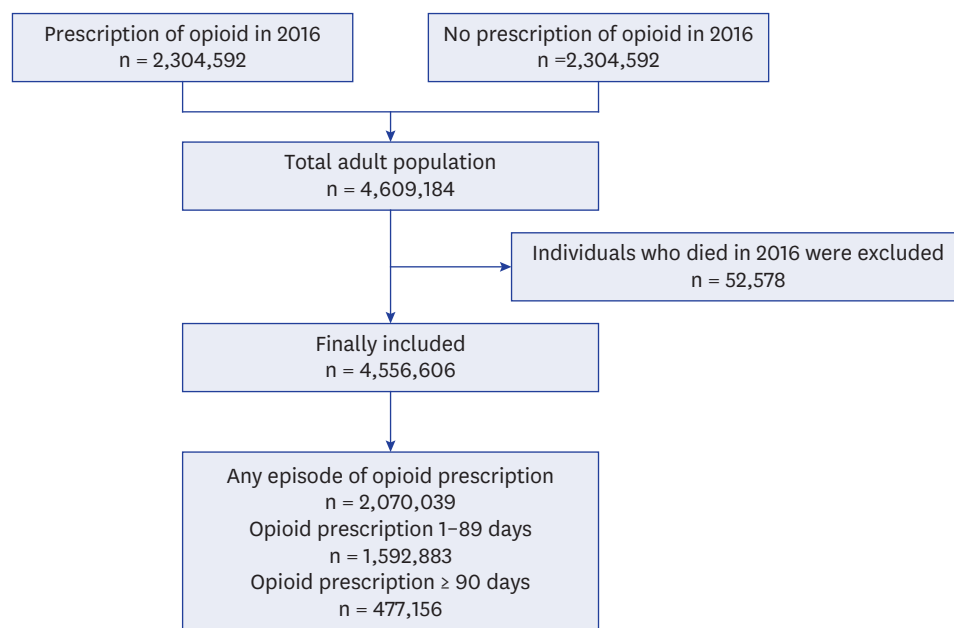 Prescription of opioid in 2016
n = 2,304,592
No prescription of opioid in 2016
n =2,304,592
Total adult population
n = 4,609,184
Individuals who died in 2016 were excluded
n = 52,578
Finally included
n = 4,556,606
Any episode of opioid prescription
n = 2,070,039
Opioid prescription 1–89 days
n = 1,592,883
Opioid prescription ≥ 90 days
n = 477,156